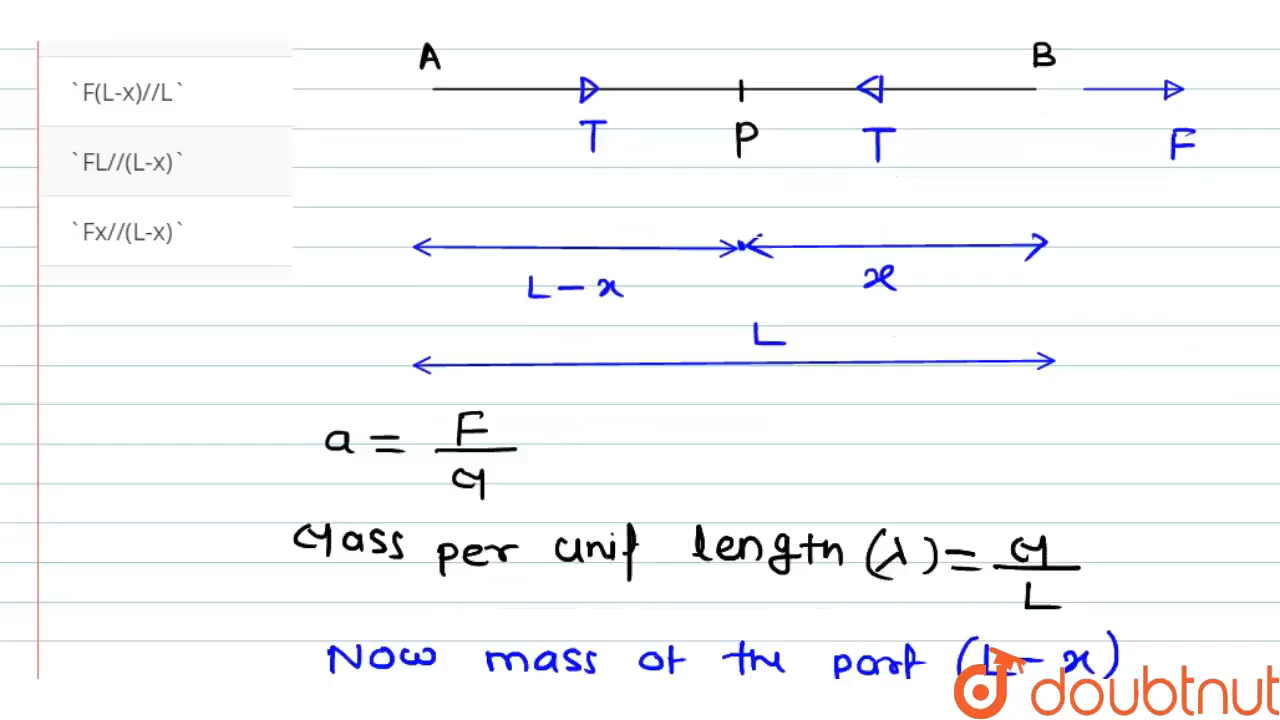 `F(L-x)//L`
`FL//(L-x)`
`Fx//(L-x)`
A B
T P T F
L - x x
L
a = F/M
Mass per unit length (λ) = M/L
Now mass of the part (L - x)
doubtnut